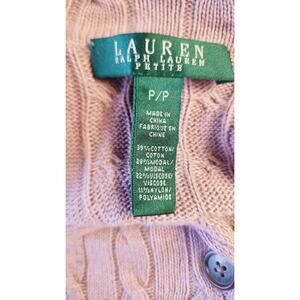 LAUREN
RALPH LAUREN
PETITE
P/P
MADE IN
CHINA
FABRIQUE EN
CHINE
39%COTTON/
COTON
28%MODAL/
MODAL
22%VISCOSE/
VISCOSE
11%NYLON/
POLYAMIDE